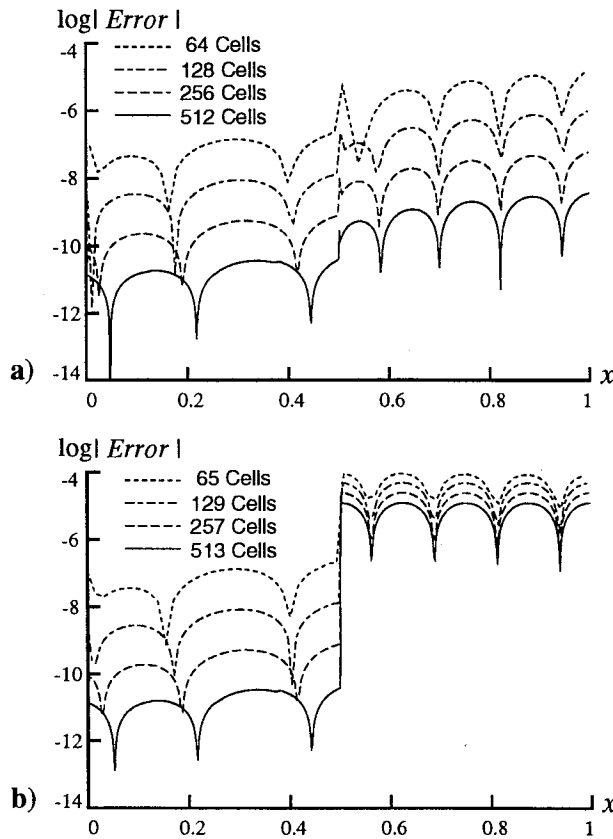 log| Error |
-4
-6
-8
-10
-12
-14
64 Cells
128 Cells
256 Cells
512 Cells
a)
0
0.2
0.4
0.6
0.8
1
x
log| Error |
-4
-6
-8
-10
-12
-14
65 Cells
129 Cells
257 Cells
513 Cells
b)
0
0.2
0.4
0.6
0.8
1
x